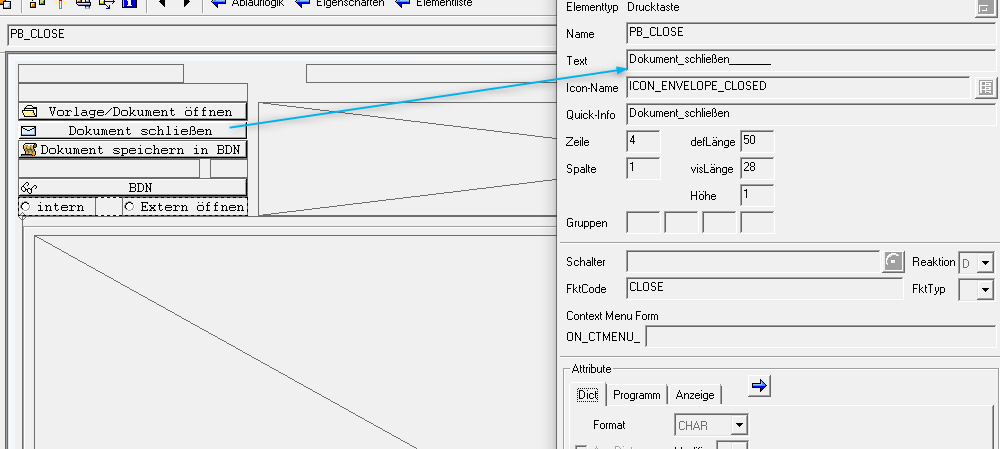 Ablauflogik
Eigenschaften
Elementliste
PB_CLOSE
Vorlage/Dokument öffnen
Dokument schließen
Dokument speichern in BDN
BDN
intern
Extern öffnen
Elementtyp Drucktaste
Name PB_CLOSE
Text Dokument_schließen_______
Icon-Name ICON_ENVELOPE_CLOSED
Quick-Info Dokument_schließen
Zeile 4 defLänge 50
Spalte 1 visLänge 28
Höhe 1
Gruppen
Schalter Reaktion D
FktCode CLOSE FktTyp
Context Menu Form
ON_CTMENU_
Attribute
Dict Programm Anzeige
Format CHAR